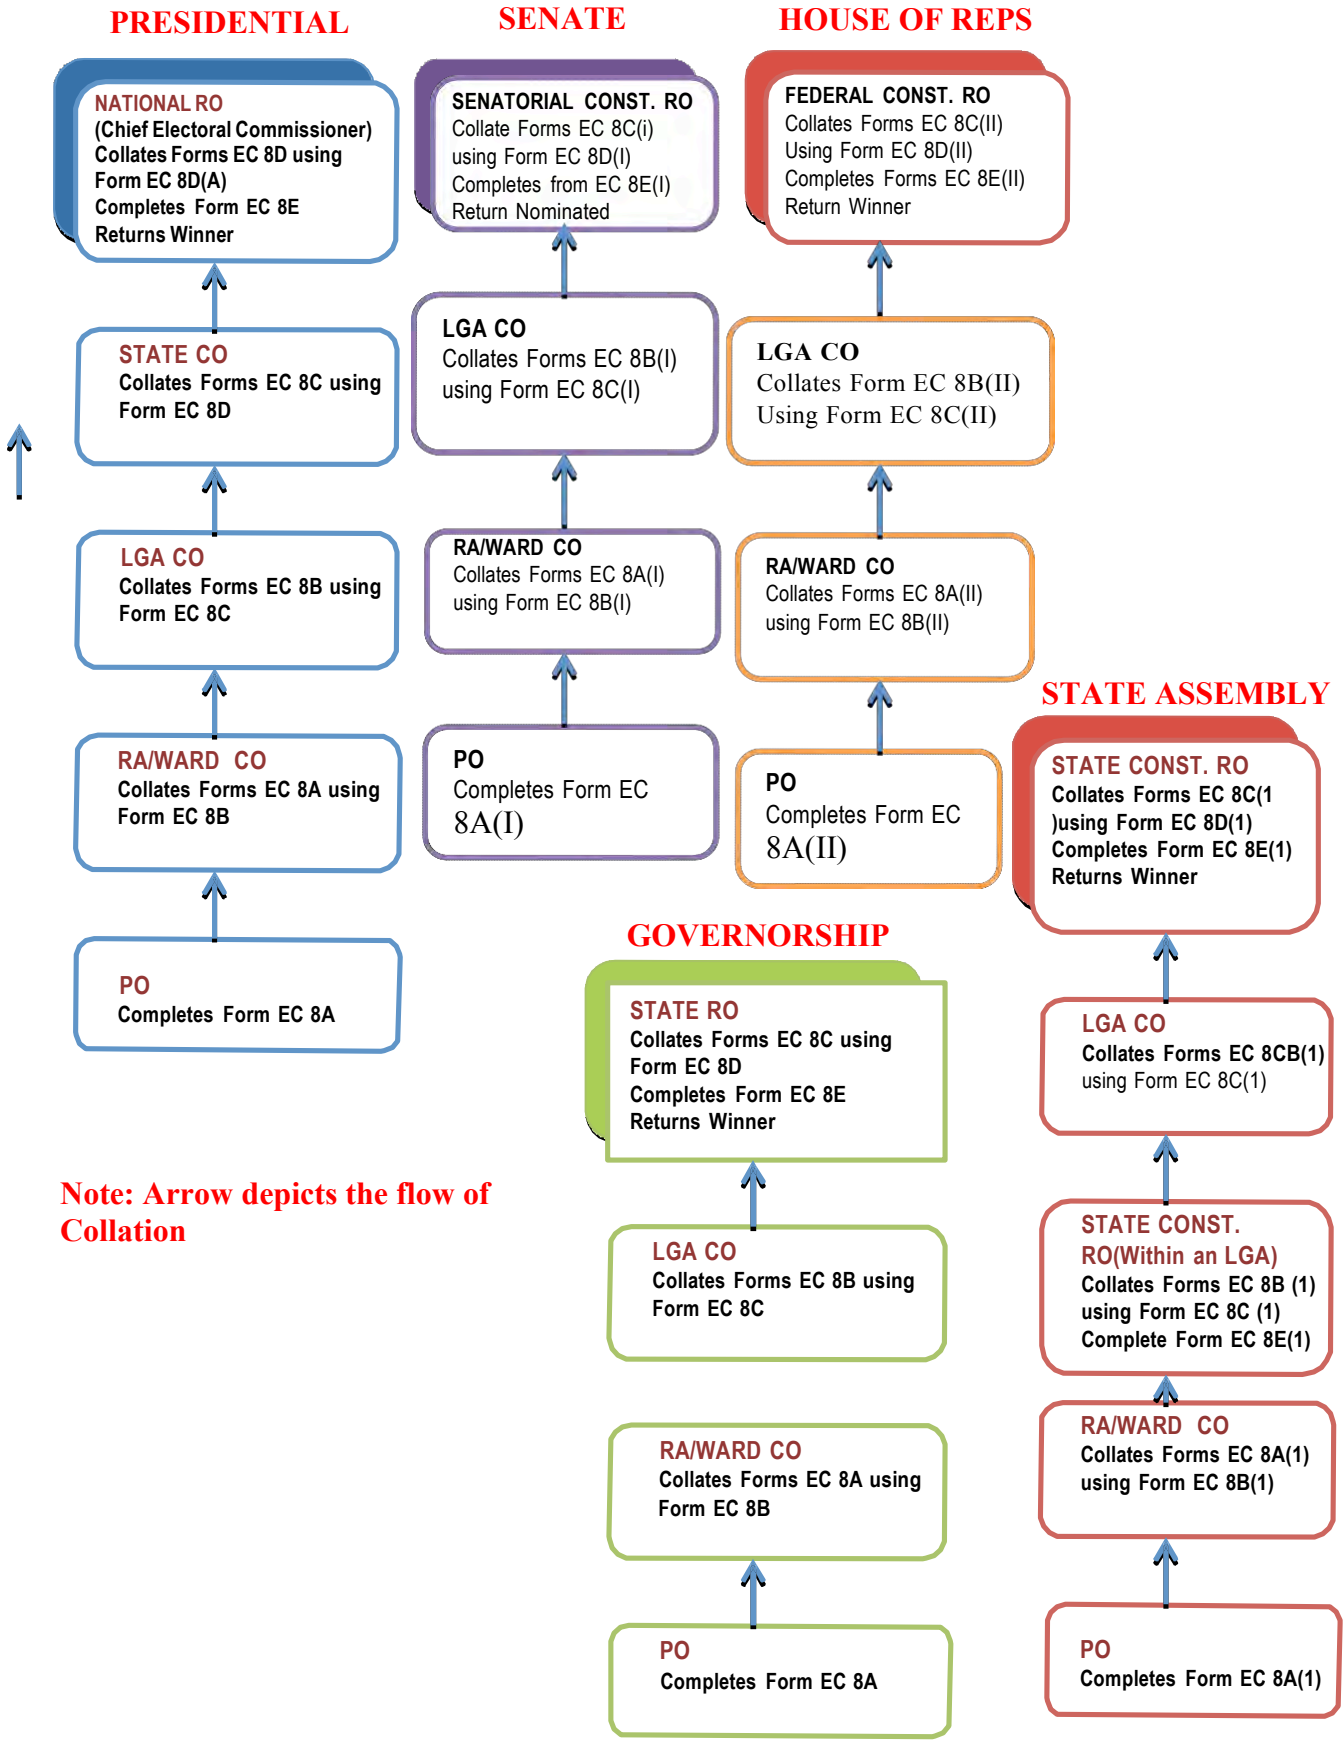 PRESIDENTIAL
NATIONAL RO
(Chief Electoral Commissioner)
Collates Forms EC 8D using
Form EC 8D(A)
Completes Form EC 8E
Returns Winner
STATE CO
Collates Forms EC 8C using
Form EC 8D
LGA CO
Collates Forms EC 8B using
Form EC 8C
RA/WARD CO
Collates Forms EC 8A using
Form EC 8B
PO
Completes Form EC 8A
SENATE
SENATORIAL CONST. RO
Collate Forms EC 8C(i)
using Form EC 8D(I)
Completes from EC 8E(I)
Return Nominated
LGA CO
Collates Forms EC 8B(I)
using Form EC 8C(I)
RA/WARD CO
Collates Forms EC 8A(I)
using Form EC 8B(I)
PO
Completes Form EC
8A(I)
HOUSE OF REPS
FEDERAL CONST. RO
Collates Forms EC 8C(II)
Using Form EC 8D(II)
Completes Forms EC 8E(II)
Return Winner
LGA CO
Collates Form EC 8B(II)
Using Form EC 8C(II)
RA/WARD CO
Collates Forms EC 8A(II)
using Form EC 8B(II)
PO
Completes Form EC
8A(II)
STATE ASSEMBLY
STATE CONST. RO
Collates Forms EC 8C(1
)using Form EC 8D(1)
Completes Form EC 8E(1)
Returns Winner
LGA CO
Collates Forms EC 8CB(1)
using Form EC 8C(1)
STATE CONST.
RO(Within an LGA)
Collates Forms EC 8B (1)
using Form EC 8C (1)
Complete Form EC 8E(1)
RA/WARD CO
Collates Forms EC 8A(1)
using Form EC 8B(1)
PO
Completes Form EC 8A(1)
GOVERNORSHIP
STATE RO
Collates Forms EC 8C using
Form EC 8D
Completes Form EC 8E
Returns Winner
LGA CO
Collates Forms EC 8B using
Form EC 8C
RA/WARD CO
Collates Forms EC 8A using
Form EC 8B
PO
Completes Form EC 8A
Note: Arrow depicts the flow of
Collation